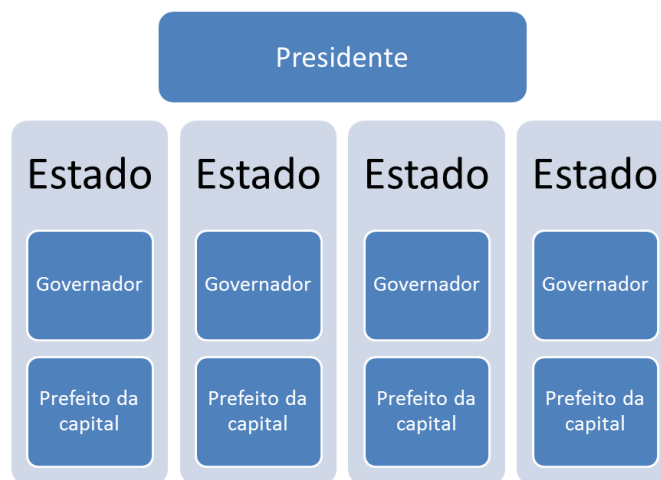 Presidente
Estado
Estado
Estado
Estado
Governador
Governador
Governador
Governador
Prefeito da
capital
Prefeito da
capital
Prefeito da
capital
Prefeito da
capital